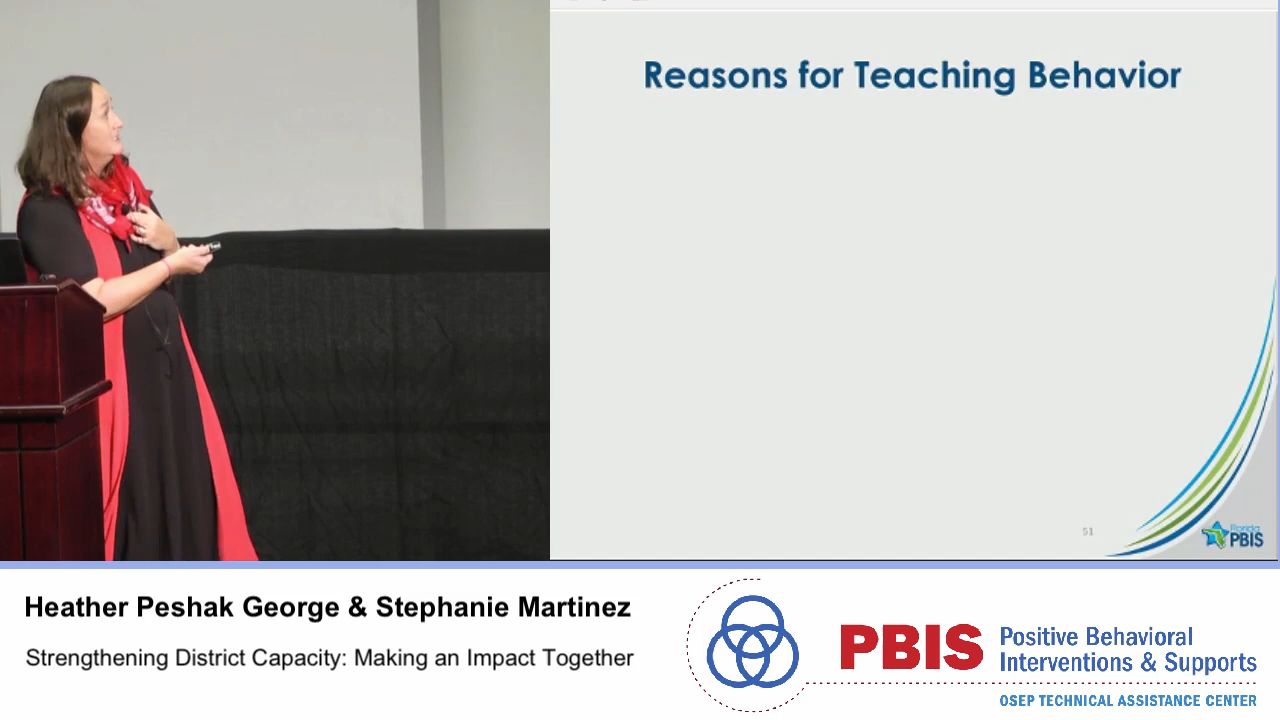 Reasons for Teaching Behavior
51
Florida
PBIS
Heather Peshak George & Stephanie Martinez
Strengthening District Capacity: Making an Impact Together
PBIS
Positive Behavioral
Interventions & Supports
OSEP TECHNICAL ASSISTANCE CENTER